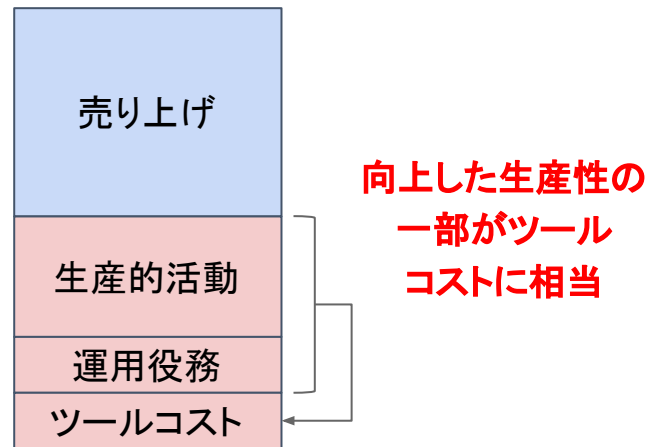 売り上げ
向上した生産性の
一部がツール
コストに相当
生産的活動
運用役務
ツールコスト